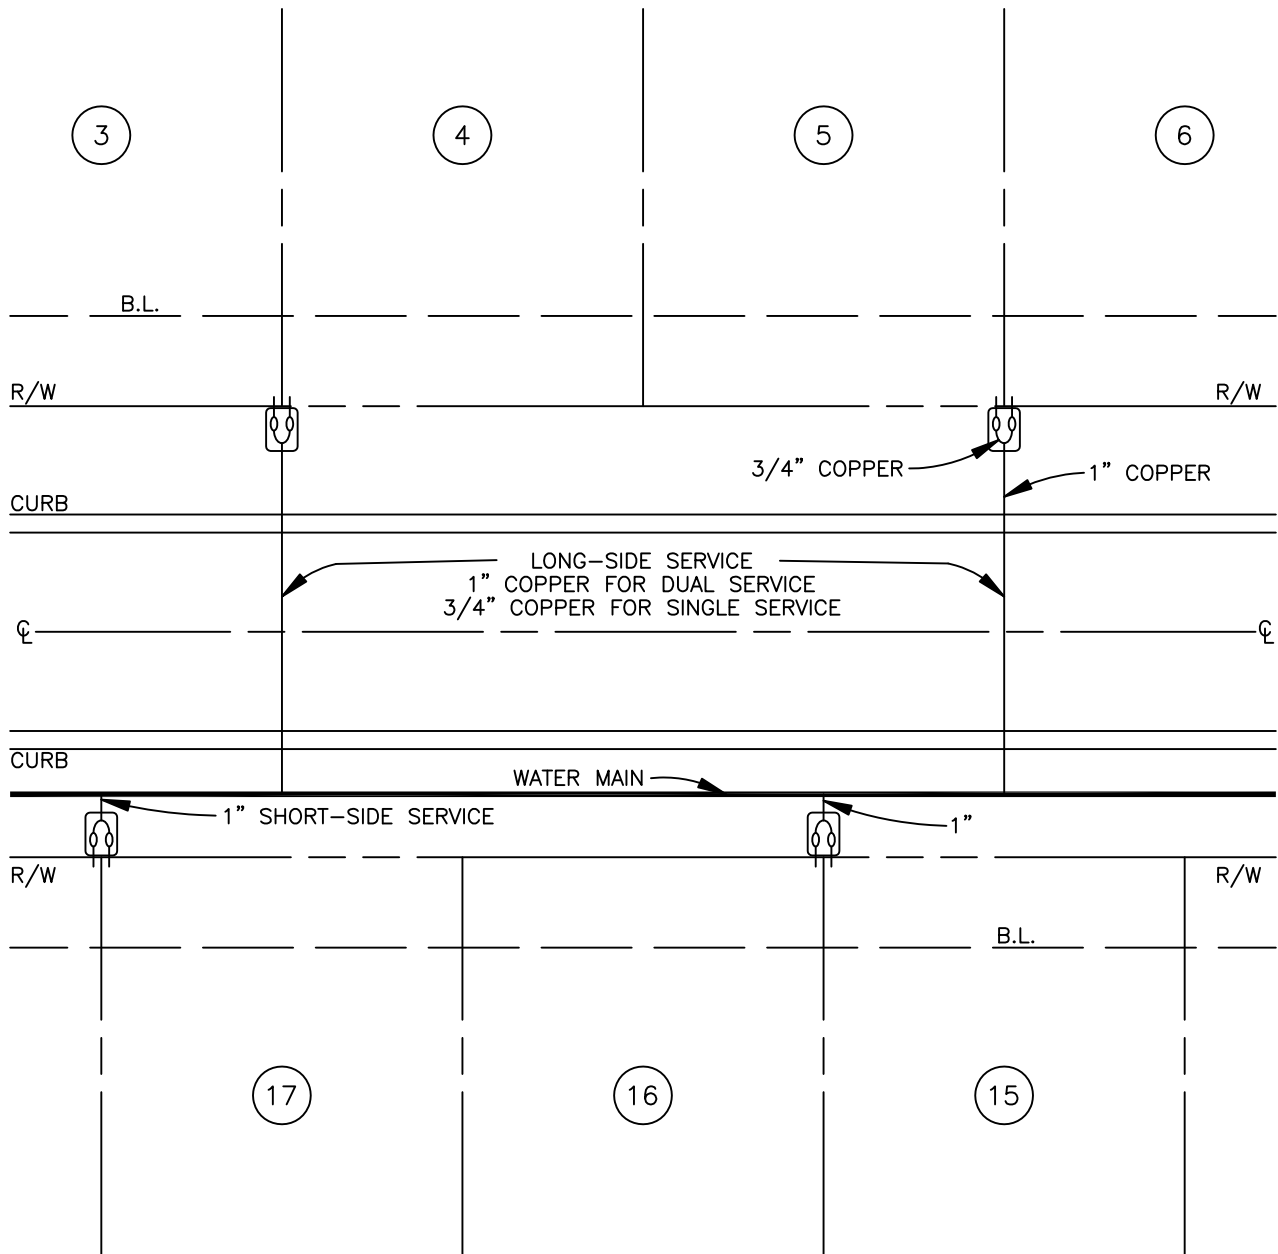 3
4
5
6
B.L.
R/W
R/W
3/4" COPPER
1" COPPER
CURB
LONG-SIDE SERVICE
1" COPPER FOR DUAL SERVICE
3/4" COPPER FOR SINGLE SERVICE
℄
℄
CURB
WATER MAIN
1" SHORT-SIDE SERVICE
1"
R/W
R/W
B.L.
17
16
15